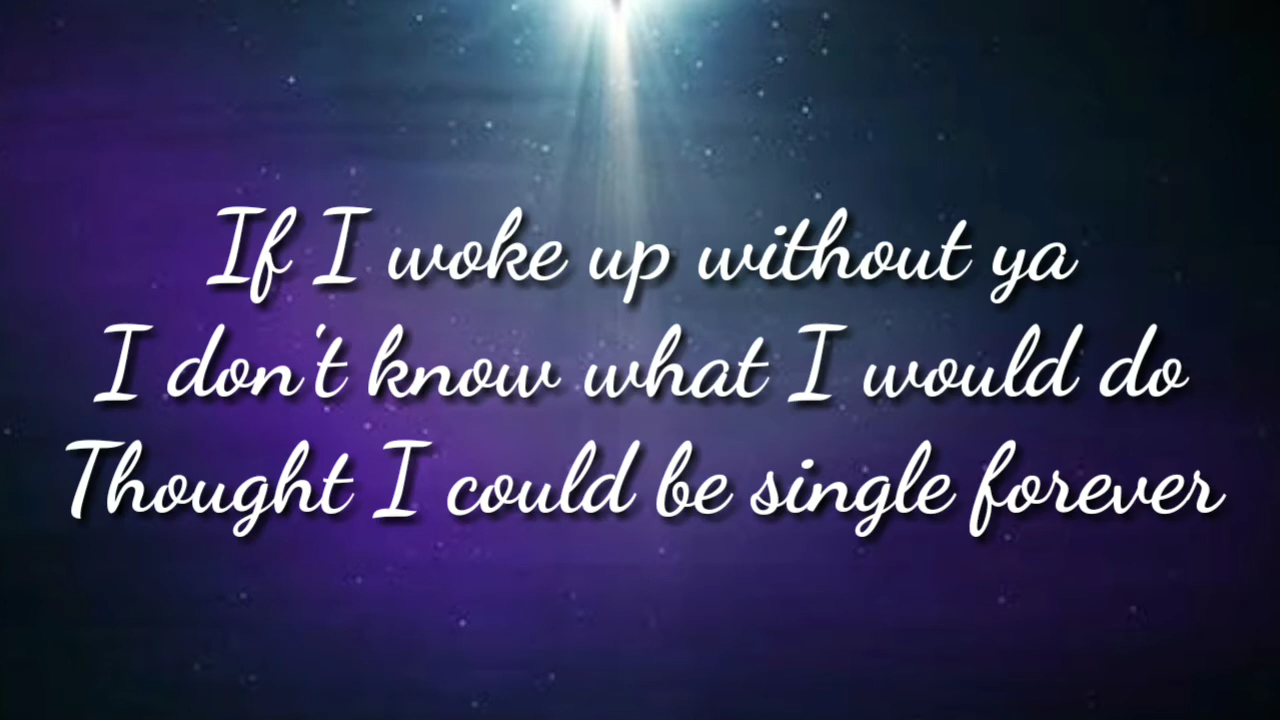 If I woke up without ya
I don't know what I would do
Thought I could be single forever